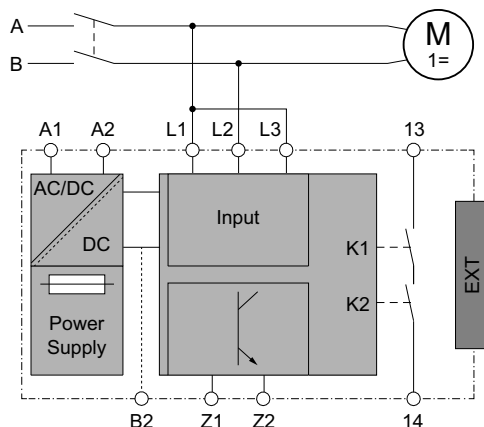 A
M
1=
B
A1 A2 L1 L2 L3 13
AC/DC
Input
DC
K1
EXT
K2
Power
Supply
B2 Z1 Z2 14